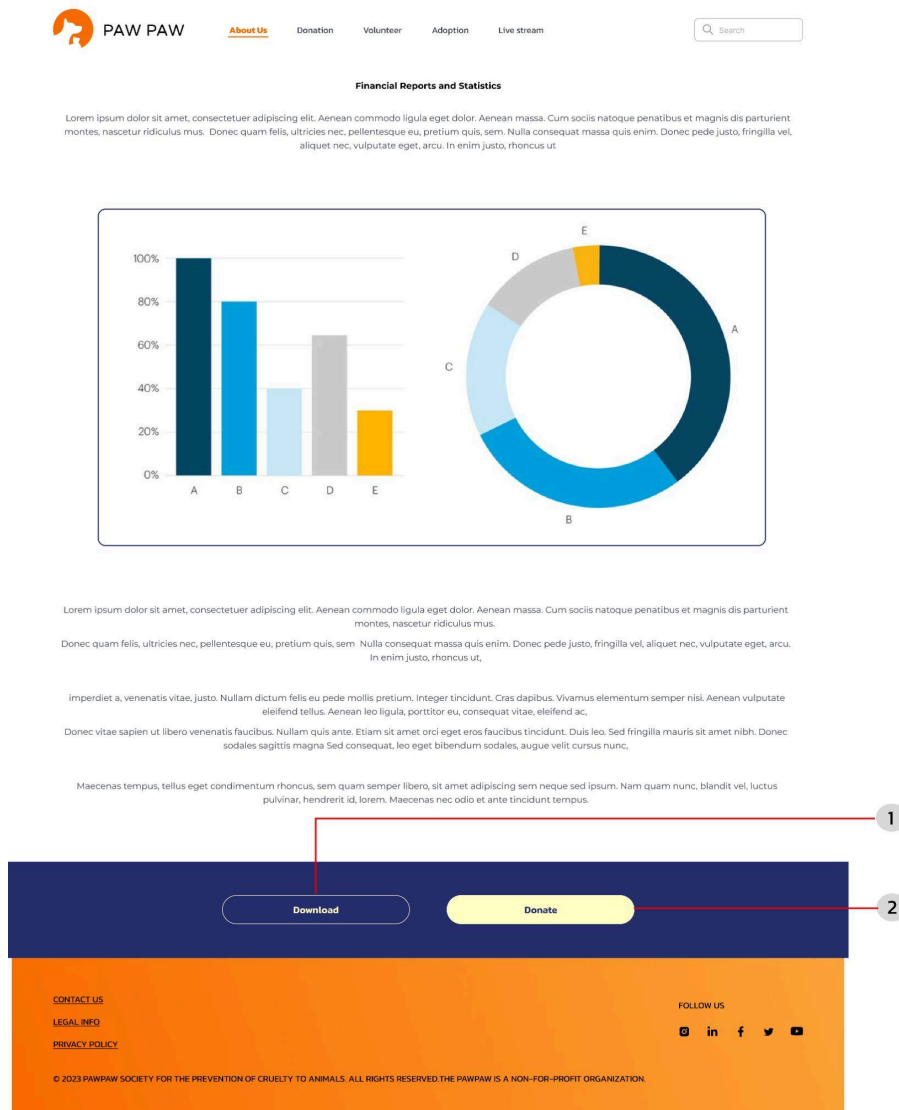 PAW PAW
About Us
Donation
Volunteer
Adoption
Live stream
Search
Financial Reports and Statistics
Lorem ipsum dolor sit amet, consectetuer adipiscing elit. Aenean commodo ligula eget dolor. Aenean massa. Cum sociis natoque penatibus et magnis dis parturient
montes, nascetur ridiculus mus. Donec quam felis, ultricies nec, pellentesque eu, pretium quis, sem. Nulla consequat massa quis enim. Donec pede justo, fringilla vel,
aliquet nec, vulputate eget, arcu. In enim justo, rhoncus ut
100%
80%
60%
40%
20%
0%
A
B
C
D
E
E
D
A
C
B
Lorem ipsum dolor sit amet, consectetuer adipiscing elit. Aenean commodo ligula eget dolor. Aenean massa. Cum sociis natoque penatibus et magnis dis parturient
montes, nascetur ridiculus mus.
Donec quam felis, ultricies nec, pellentesque eu, pretium quis, sem Nulla consequat massa quis enim. Donec pede justo, fringilla vel, aliquet nec, vulputate eget, arcu.
In enim justo, rhoncus ut,
imperdiet a, venenatis vitae, justo. Nullam dictum felis eu pede mollis pretium. Integer tincidunt. Cras dapibus. Vivamus elementum semper nisi. Aenean vulputate
eleifend tellus. Aenean leo ligula, porttitor eu, consequat vitae, eleifend ac,
Donec vitae sapien ut libero venenatis faucibus. Nullam quis ante. Etiam sit amet orci eget eros faucibus tincidunt. Duis leo. Sed fringilla mauris sit amet nibh. Donec
sodales sagittis magna Sed consequat, leo eget bibendum sodales, augue velit cursus nunc,
Maecenas tempus, tellus eget condimentum rhoncus, sem quam semper libero, sit amet adipiscing sem neque sed ipsum. Nam quam nunc, blandit vel, luctus
pulvinar, hendrerit id, lorem. Maecenas nec odio et ante tincidunt tempus.
1
Download
Donate
2
CONTACT US
LEGAL INFO
PRIVACY POLICY
FOLLOW US
© 2023 PAWPAW SOCIETY FOR THE PREVENTION OF CRUELTY TO ANIMALS. ALL RIGHTS RESERVED.THE PAWPAW IS A NON-FOR-PROFIT ORGANIZATION.